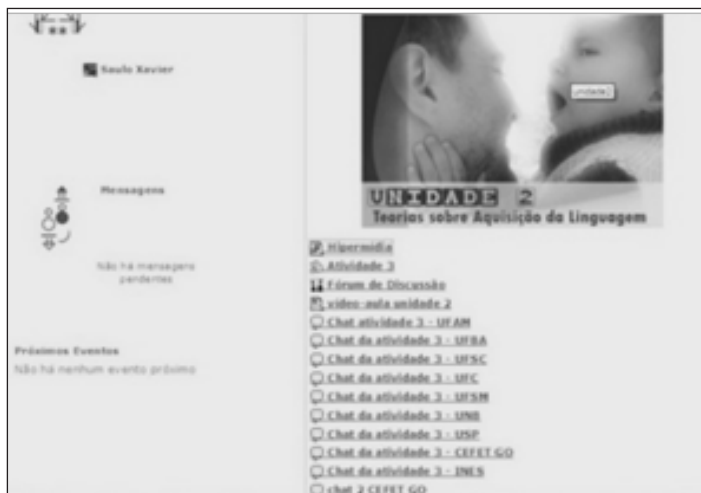 Saulo Xavier
Mensagens
Não há mensagens
pendentes
Próximos Eventos
Não há nenhum evento próximo
unidade2
UNIDADE 2
Teorias sobre Aquisição da Linguagem
Hipermídia
Atividade 3
Fórum de Discussão
vídeo-aula unidade 2
Chat atividade 3 - UFAM
Chat da atividade 3 - UFBA
Chat da atividade 3 - UFSC
Chat da atividade 3 - UFC
Chat da atividade 3 - UFSM
Chat da atividade 3 - UNB
Chat da atividade 3 - USP
Chat da atividade 3 - CEFET GO
Chat da atividade 3 - INES
chat 2 CEFET GO